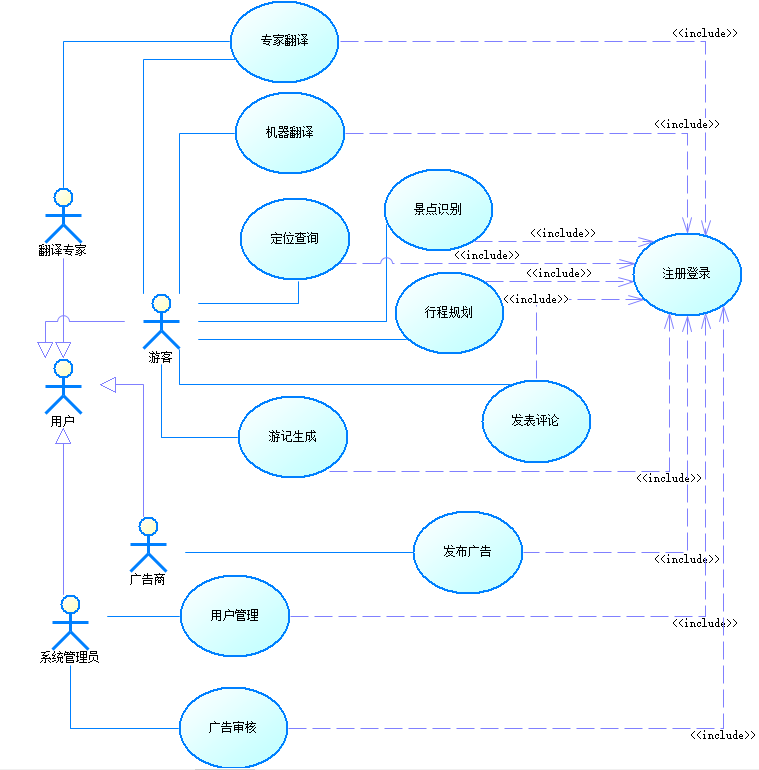 专家翻译
<<include>>
机器翻译
<<include>>
景点识别
翻译专家
定位查询
<<include>>
<<include>>
注册登录
<<include>>
<<include>>
行程规划
游客
用户
发表评论
游记生成
<<include>>
发布广告
<<include>>
广告商
用户管理
<<include>>
系统管理员
广告审核
<<include>>